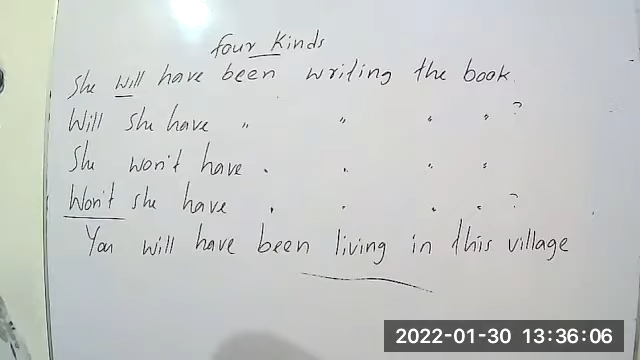 four kinds
She will have been writing the book.
Will she have " " " " ?
She won't have " " " "
Won't she have " " " " ?
You will have been living in this village
2022-01-30 13:36:06